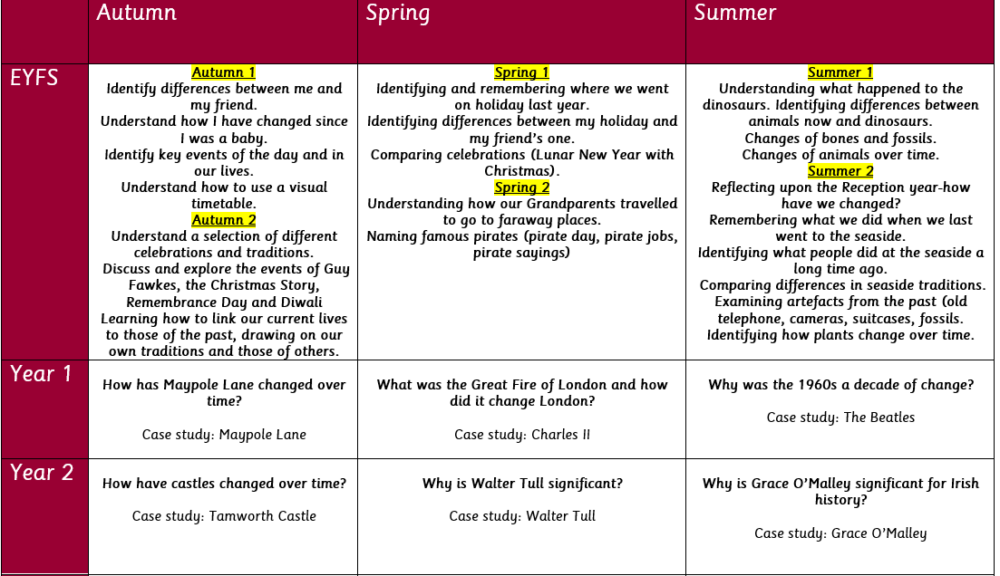 Autumn
Spring
Summer
EYFS
Autumn 1
Identify differences between me and
my friend.
Understand how I have changed since
I was a baby.
Identify key events of the day and in
our lives.
Understand how to use a visual
timetable.
Autumn 2
Understand a selection of different
celebrations and traditions.
Discuss and explore the events of Guy
Fawkes, the Christmas Story,
Remembrance Day and Diwali
Learning how to link our current lives
to those of the past, drawing on our
own traditions and those of others.
Spring 1
Identifying and remembering where we went
on holiday last year.
Identifying differences between my holiday and
my friend's one.
Comparing celebrations (Lunar New Year with
Christmas).
Spring 2
Understanding how our Grandparents travelled
to go to faraway places.
Naming famous pirates (pirate day, pirate jobs,
pirate sayings)
Summer 1
Understanding what happened to the
dinosaurs. Identifying differences between
animals now and dinosaurs.
Changes of bones and fossils.
Changes of animals over time.
Summer 2
Reflecting upon the Reception year-how
have we changed?
Remembering what we did when we last
went to the seaside.
Identifying what people did at the seaside a
long time ago.
Comparing differences in seaside traditions.
Examining artefacts from the past (old
telephone, cameras, suitcases, fossils.
Identifying how plants change over time.
Year 1
How has Maypole Lane changed over
time?
Case study: Maypole Lane
What was the Great Fire of London and how
did it change London?
Case study: Charles II
Why was the 1960s a decade of change?
Case study: The Beatles
Year 2
How have castles changed over time?
Case study: Tamworth Castle
Why is Walter Tull significant?
Case study: Walter Tull
Why is Grace O'Malley significant for Irish
history?
Case study: Grace O'Malley